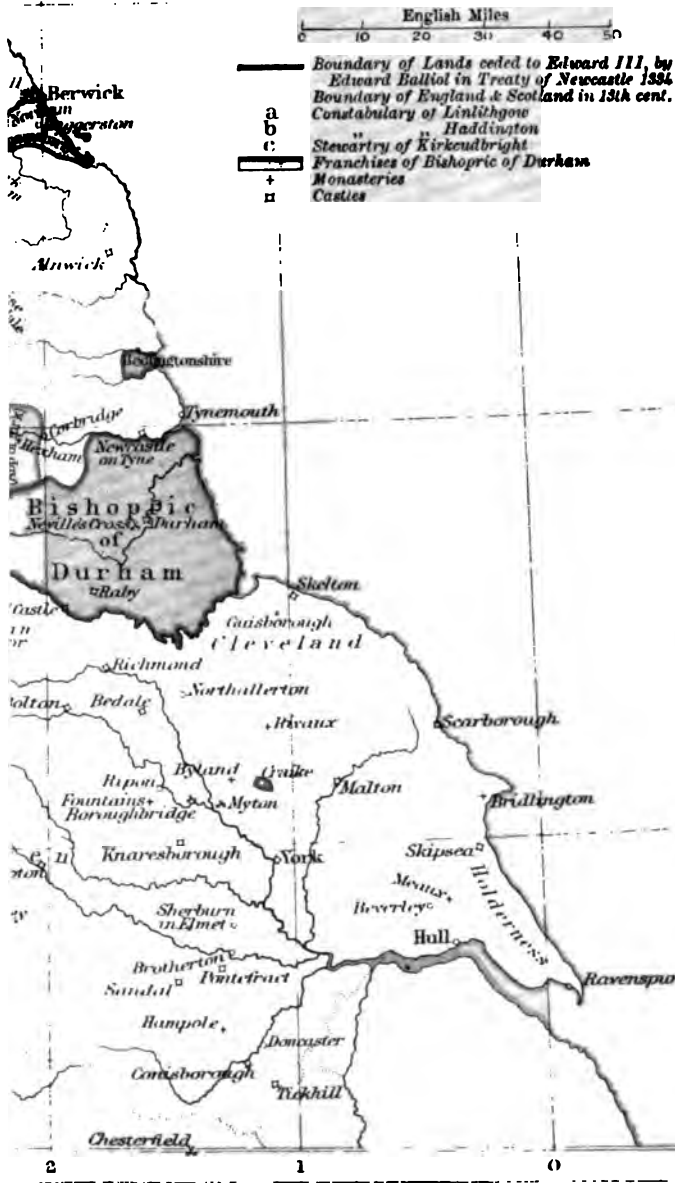 English Miles
0 10 20 30 40 50
Boundary of Lands ceded to Edward III, by
Edward Balliol in Treaty of Newcastle 1334
Boundary of England & Scotland in 13th cent.
a Constabulary of Linlithgow
b " " Haddington
c Stewartry of Kirkcudbright
Franchises of Bishopric of Durham
+ Monasteries
Castles
Berwick
Alnwick
Bedlingtonshire
Tynemouth
Corbridge
Hexham
Newcastle
on Tyne
Bishopric
Neville's Cross
Durham
of
Durham
Raby
Castle
Skelton
Guisborough
Cleveland
Richmond
Northallerton
Bolton
Bedale
Rivaux
Scarborough
Byland
Craike
Ripon
Malton
Fountains
Myton
Bridlington
Boroughbridge
Knaresborough
York
Skipsea
Meaux
Holderness
Beverley
Sherburn
in Elmet
Hull
Brotherton
Pontefract
Sandal
Ravenspur
Hampole
Doncaster
Conisborough
Tickhill
Chesterfield
2 1 0